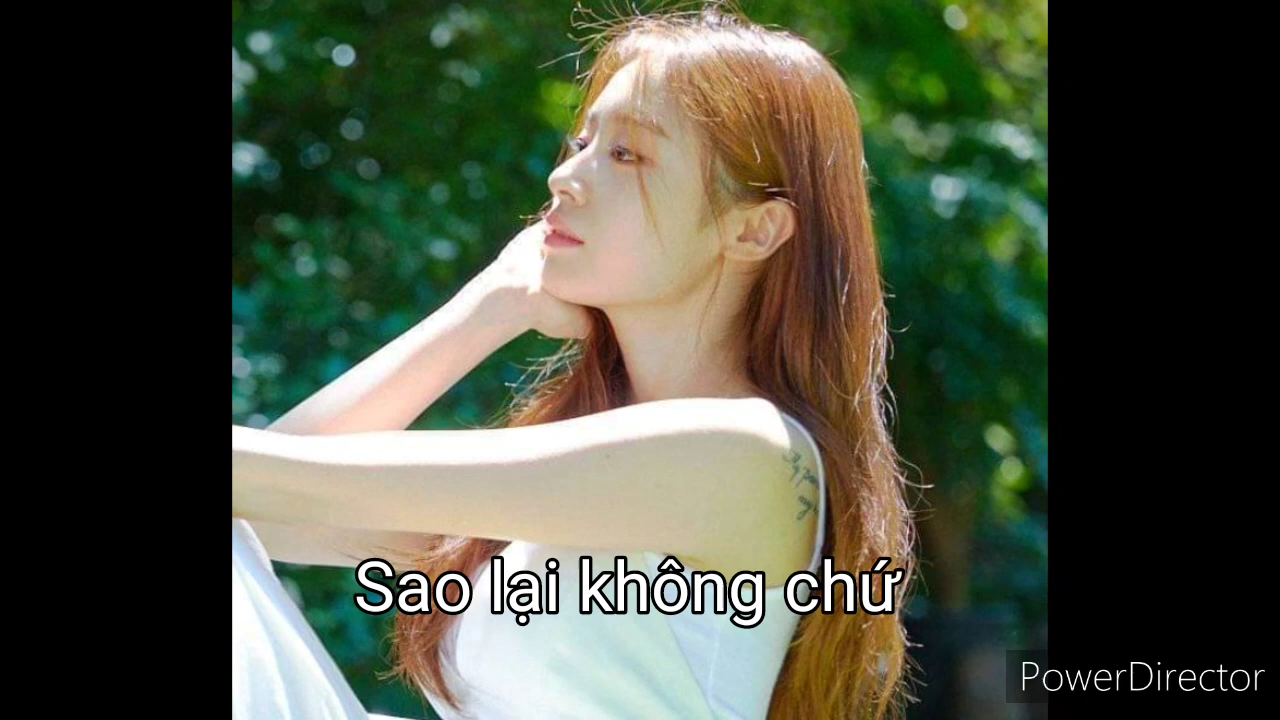 Sao lại không chứ
PowerDirector